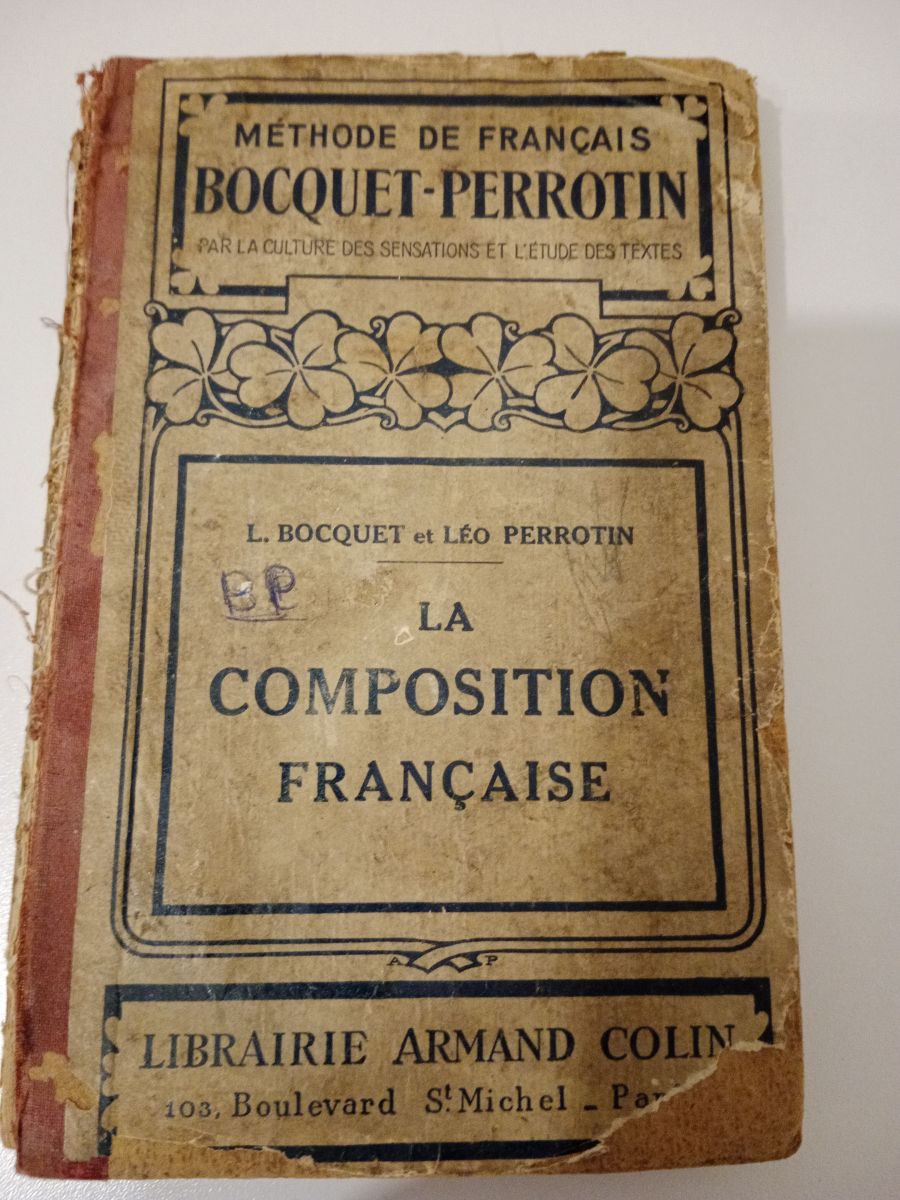 MÉTHODE DE FRANÇAIS
BOCQUET-PERROTIN
PAR LA CULTURE DES SENSATIONS ET L'ÉTUDE DES TEXTES
L. BOCQUET et LÉO PERROTIN
BP
LA
COMPOSITION
FRANÇAISE
A P
LIBRAIRIE ARMAND COLIN
103, Boulevard St Michel _